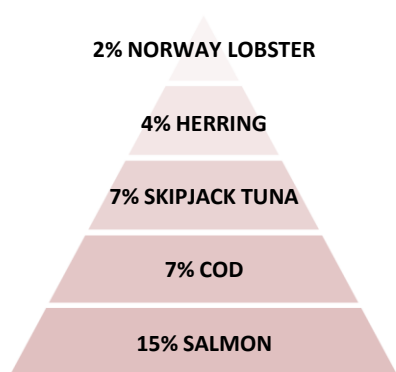 2% NORWAY LOBSTER
4% HERRING
7% SKIPJACK TUNA
7% COD
15% SALMON